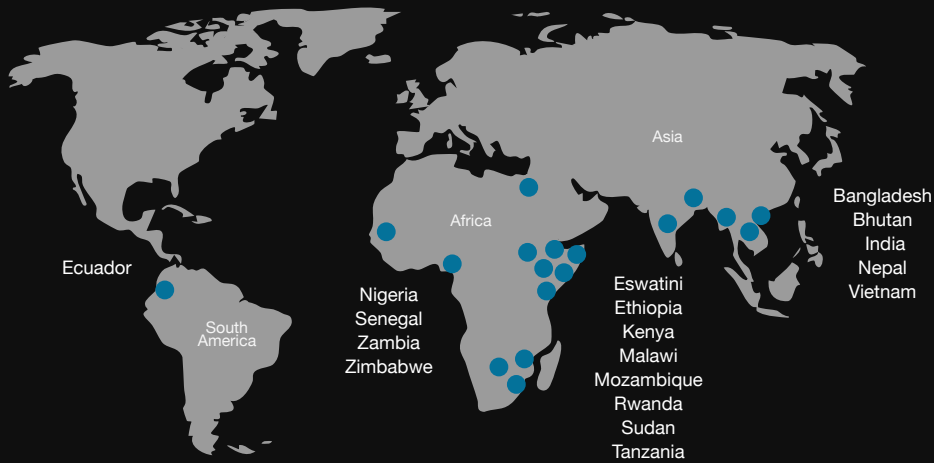 Asia
Africa
South
America
Ecuador
Nigeria
Senegal
Zambia
Zimbabwe
Eswatini
Ethiopia
Kenya
Malawi
Mozambique
Rwanda
Sudan
Tanzania
Bangladesh
Bhutan
India
Nepal
Vietnam